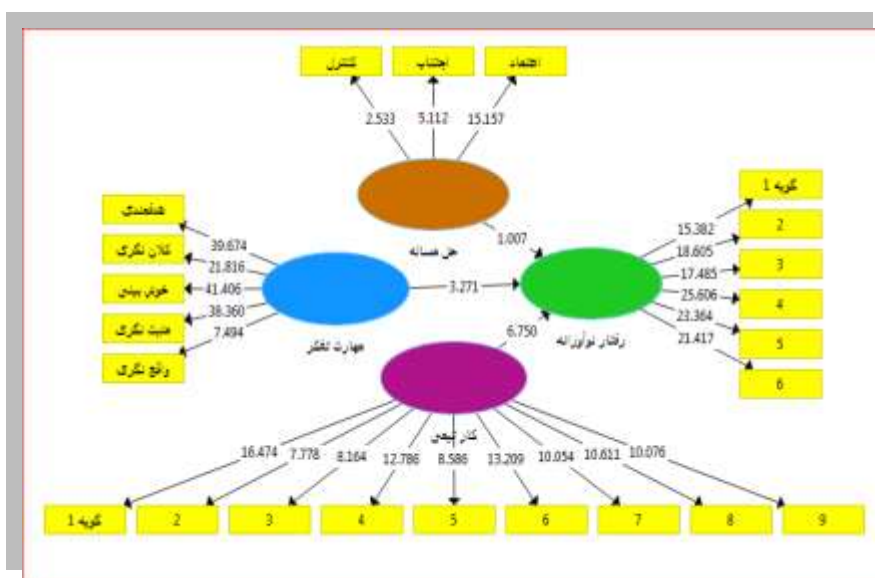 کنترل
اجتناب
اعتماد
2.533
5.112
15.157
حل مساله
1.007
هدفمندی
کلان نگری
خوش بینی
مثبت نگری
واقع نگری
39.674
21.816
41.406
38.360
7.494
مهارت تفکر
3.271
گویه 1
2
3
4
5
6
15.382
18.605
17.485
25.606
23.364
21.417
رفتار نوآورانه
6.750
کار تیمی
16.474
7.778
8.164
12.786
8.586
13.209
10.054
10.611
10.076
گویه 1
2
3
4
5
6
7
8
9